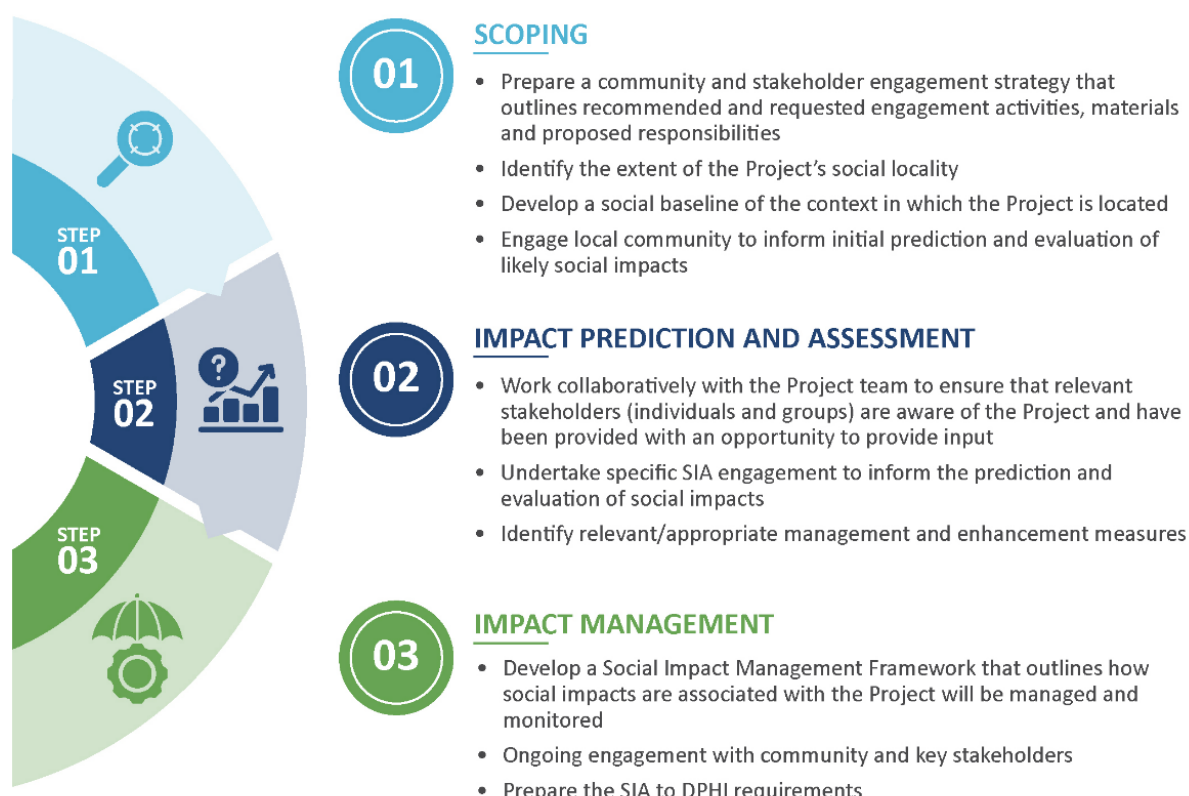 STEP
01
STEP
02
?
STEP
03
01
SCOPING
• Prepare a community and stakeholder engagement strategy that
outlines recommended and requested engagement activities, materials
and proposed responsibilities
• Identify the extent of the Project's social locality
• Develop a social baseline of the context in which the Project is located
• Engage local community to inform initial prediction and evaluation of
likely social impacts
02
IMPACT PREDICTION AND ASSESSMENT
• Work collaboratively with the Project team to ensure that relevant
stakeholders (individuals and groups) are aware of the Project and have
been provided with an opportunity to provide input
• Undertake specific SIA engagement to inform the prediction and
evaluation of social impacts
• Identify relevant/appropriate management and enhancement measures
03
IMPACT MANAGEMENT
• Develop a Social Impact Management Framework that outlines how
social impacts are associated with the Project will be managed and
monitored
• Ongoing engagement with community and key stakeholders
• Prepare the SIA to DPHI requirements